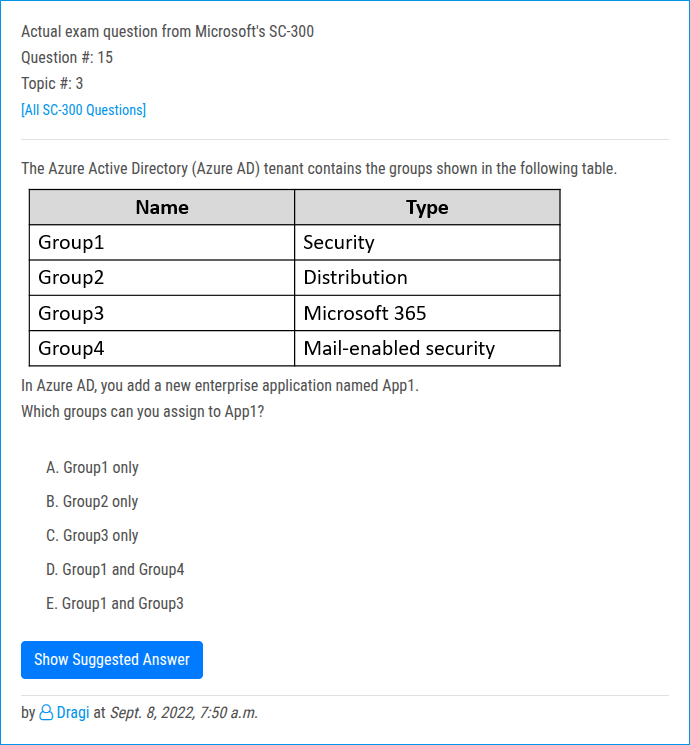 Actual exam question from Microsoft's SC-300
Question #: 15
Topic #: 3
[All SC-300 Questions]
The Azure Active Directory (Azure AD) tenant contains the groups shown in the following table.
Name Type
Group1 Security
Group2 Distribution
Group3 Microsoft 365
Group4 Mail-enabled security
In Azure AD, you add a new enterprise application named App1.
Which groups can you assign to App1?
A. Group1 only
B. Group2 only
C. Group3 only
D. Group1 and Group4
E. Group1 and Group3
Show Suggested Answer
by Dragi at Sept. 8, 2022, 7:50 a.m.